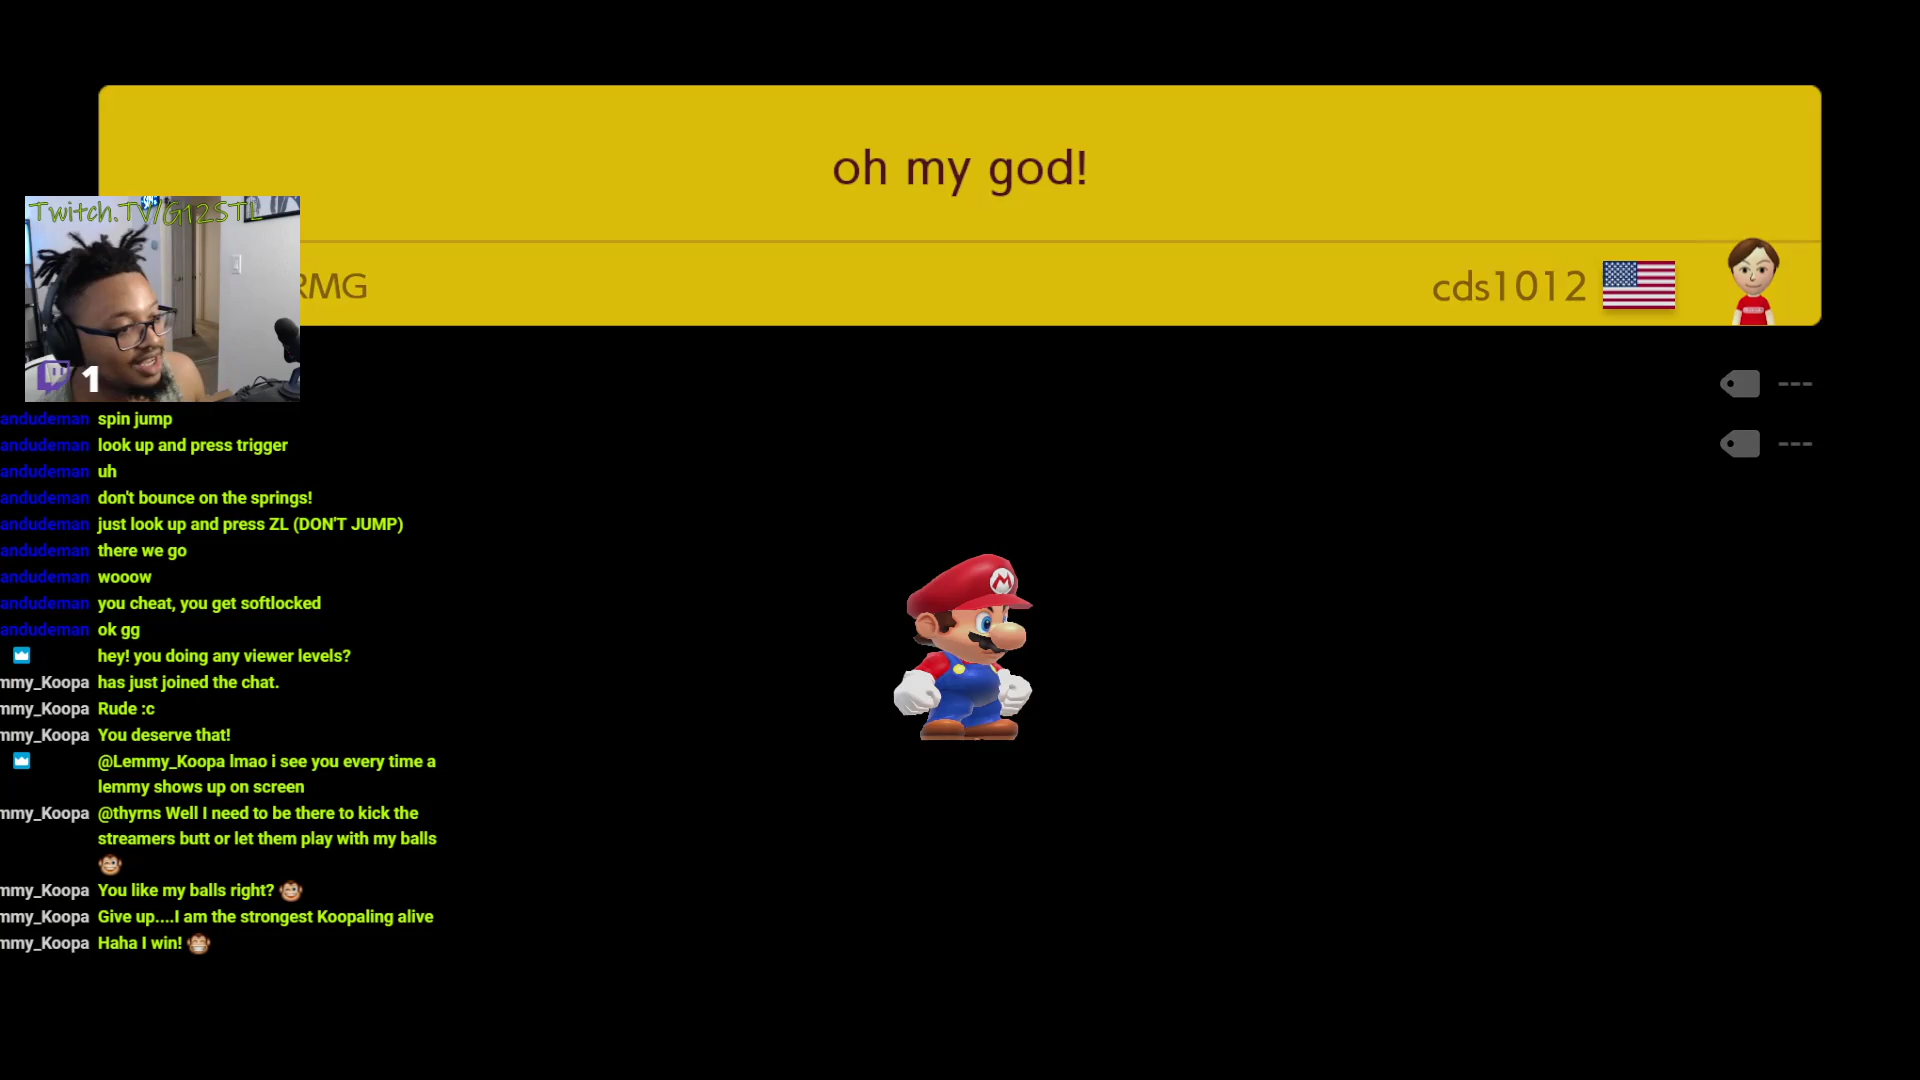 oh my god!
Twitch.TV/G12STL
RMG
cds1012
1
---
---
andudeman spin jump
andudeman look up and press trigger
andudeman uh
andudeman don't bounce on the springs!
andudeman just look up and press ZL (DON'T JUMP)
andudeman there we go
andudeman wooow
andudeman you cheat, you get softlocked
andudeman ok gg
hey! you doing any viewer levels?
mmy_Koopa has just joined the chat.
mmy_Koopa Rude :c
mmy_Koopa You deserve that!
@Lemmy_Koopa lmao i see you every time a
lemmy shows up on screen
mmy_Koopa @thyrns Well I need to be there to kick the
streamers butt or let them play with my balls
mmy_Koopa You like my balls right?
mmy_Koopa Give up....I am the strongest Koopaling alive
mmy_Koopa Haha I win!